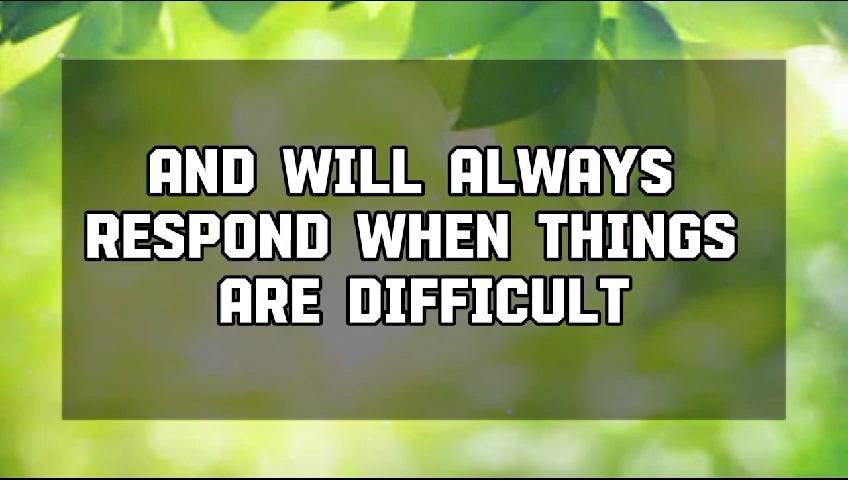 AND WILL ALWAYS
RESPOND WHEN THINGS
ARE DIFFICULT